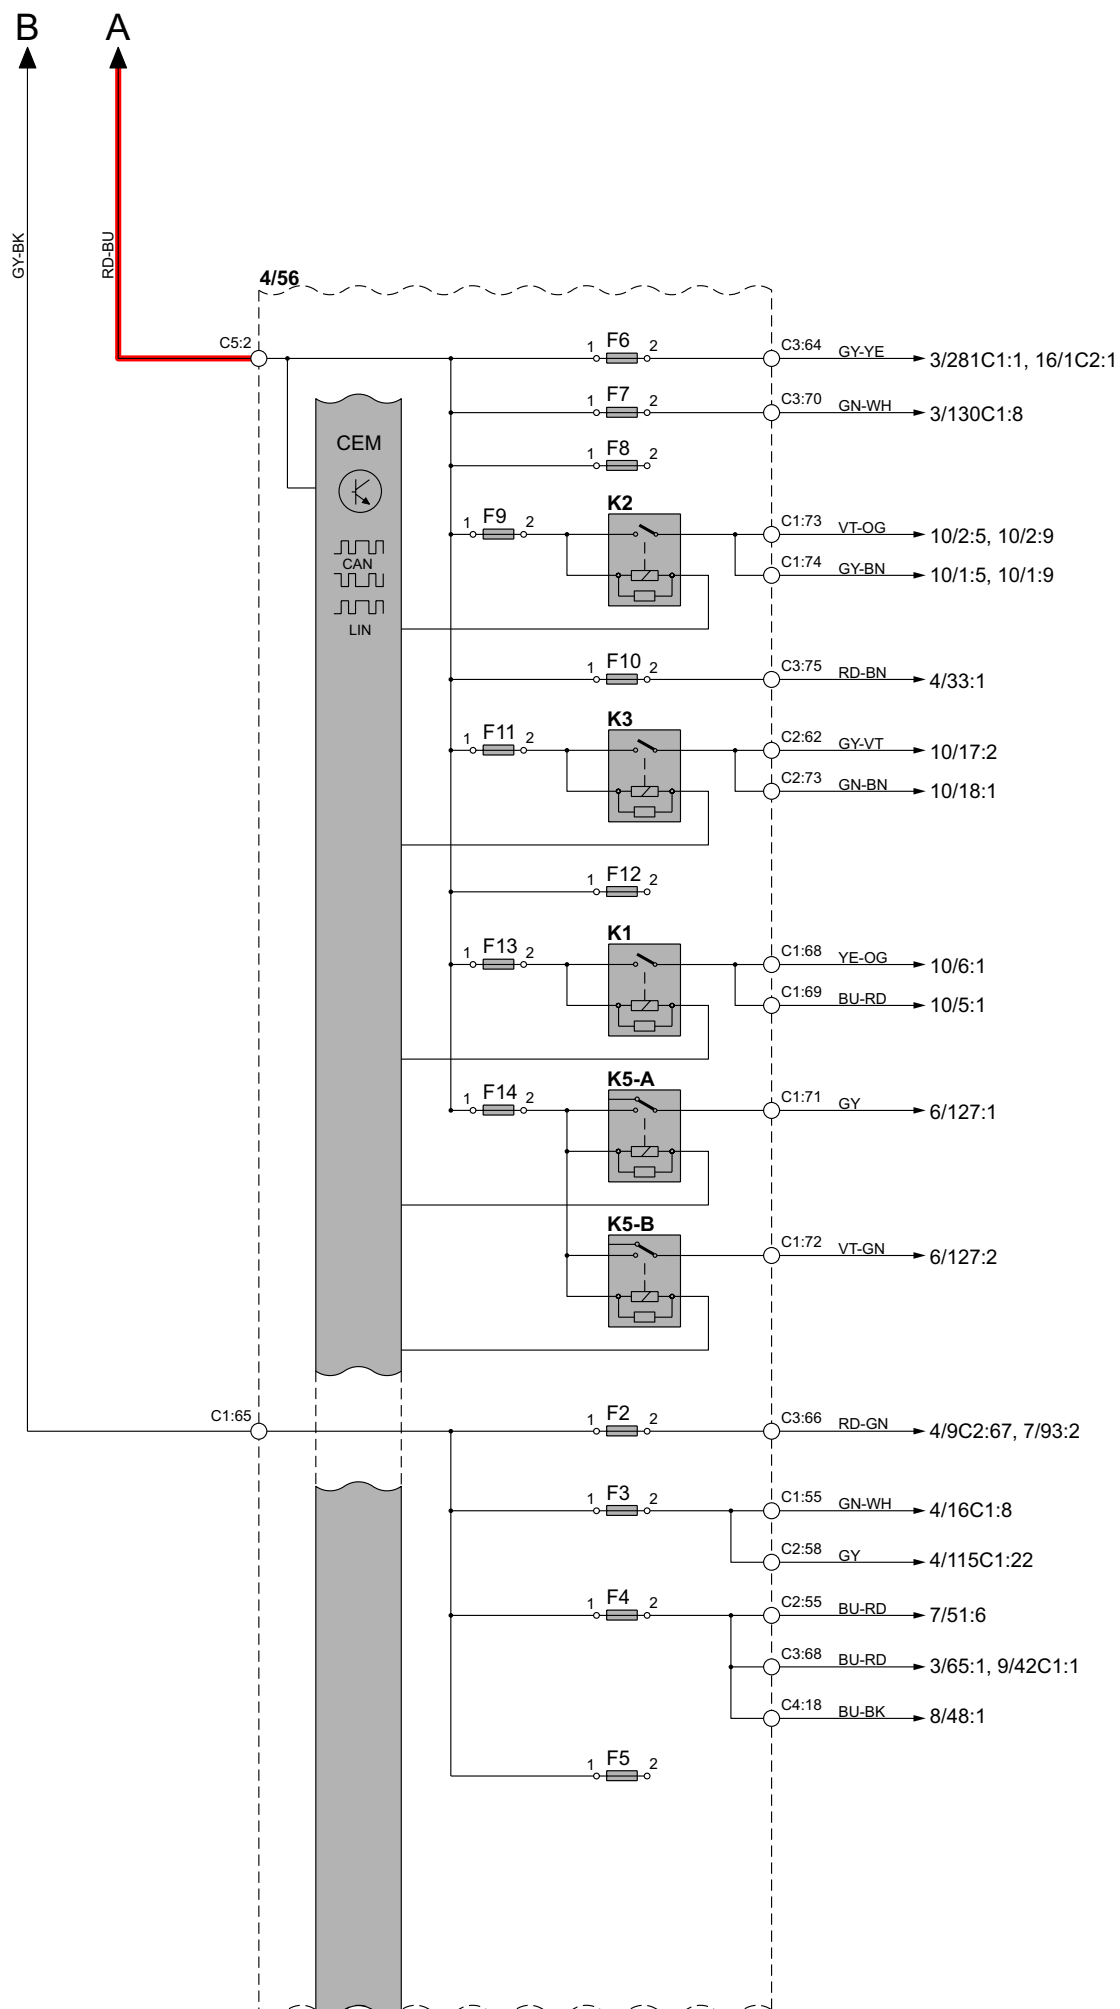 B A
GY-BK
RD-BU
4/56
C5:2
1 F6 2 C3:64 GY-YE 3/281C1:1, 16/1C2:1
1 F7 2 C3:70 GN-WH 3/130C1:8
CEM
1 F8 2
K2
1 F9 2 C1:73 VT-OG 10/2:5, 10/2:9
CAN
C1:74 GY-BN 10/1:5, 10/1:9
LIN
1 F10 2 C3:75 RD-BN 4/33:1
K3
1 F11 2 C2:62 GY-VT 10/17:2
C2:73 GN-BN 10/18:1
1 F12 2
K1
1 F13 2 C1:68 YE-OG 10/6:1
C1:69 BU-RD 10/5:1
K5-A
1 F14 2 C1:71 GY 6/127:1
K5-B
C1:72 VT-GN 6/127:2
C1:65
1 F2 2 C3:66 RD-GN 4/9C2:67, 7/93:2
1 F3 2 C1:55 GN-WH 4/16C1:8
C2:58 GY 4/115C1:22
1 F4 2 C2:55 BU-RD 7/51:6
C3:68 BU-RD 3/65:1, 9/42C1:1
C4:18 BU-BK 8/48:1
1 F5 2